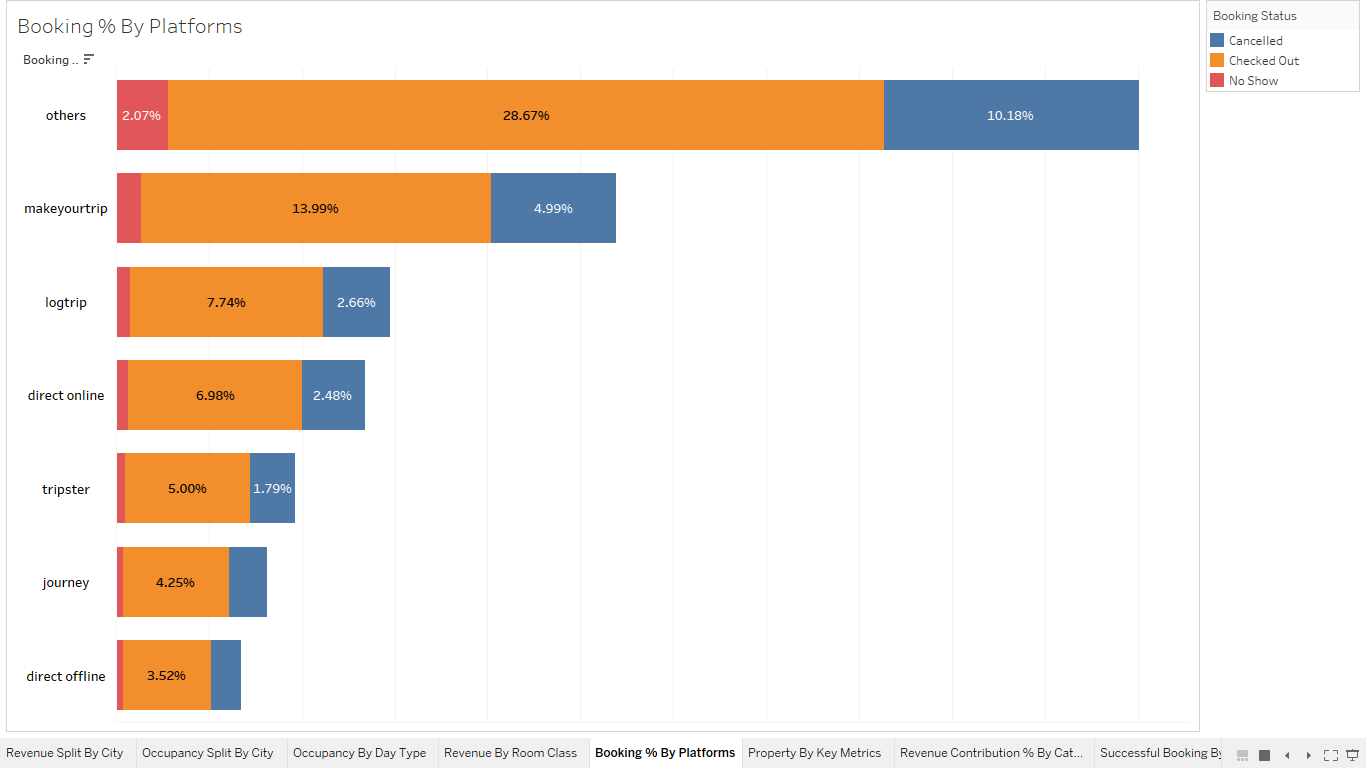 Booking % By Platforms
Booking Status
Booking ..
Cancelled
Checked Out
No Show
others 2.07% 28.67% 10.18%
makeyourtrip 13.99% 4.99%
logtrip 7.74% 2.66%
direct online 6.98% 2.48%
tripster 5.00% 1.79%
journey 4.25%
direct offline 3.52%
Revenue Split By City Occupancy Split By City Occupancy By Day Type Revenue By Room Class Booking % By Platforms Property By Key Metrics Revenue Contribution % By Cat... Successful Booking By